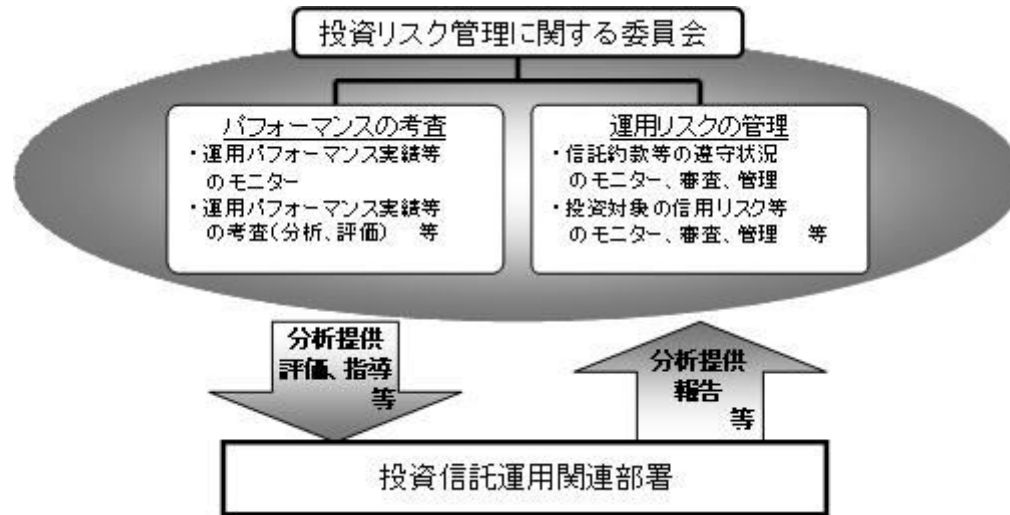 投資リスク管理に関する委員会
パフォーマンスの考査
・運用パフォーマンス実績等
のモニター
・運用パフォーマンス実績等
の考査(分析、評価) 等
運用リスクの管理
・信託約款等の遵守状況
のモニター、審査、管理
・投資対象の信用リスク等
のモニター、審査、管理 等
分析提供
評価、指導
等
分析提供
報告
等
投資信託運用関連部署